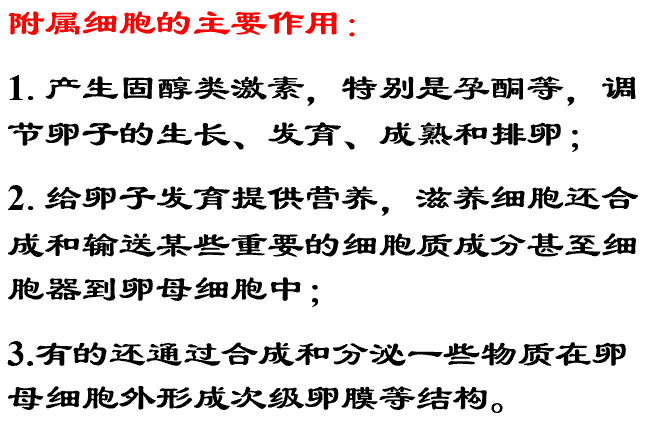 附属细胞的主要作用：
1. 产生固醇类激素，特别是孕酮等，调
节卵子的生长、发育、成熟和排卵；
2. 给卵子发育提供营养，滋养细胞还合
成和输送某些重要的细胞质成分甚至细
胞器到卵母细胞中；
3.有的还通过合成和分泌一些物质在卵
母细胞外形成次级卵膜等结构。